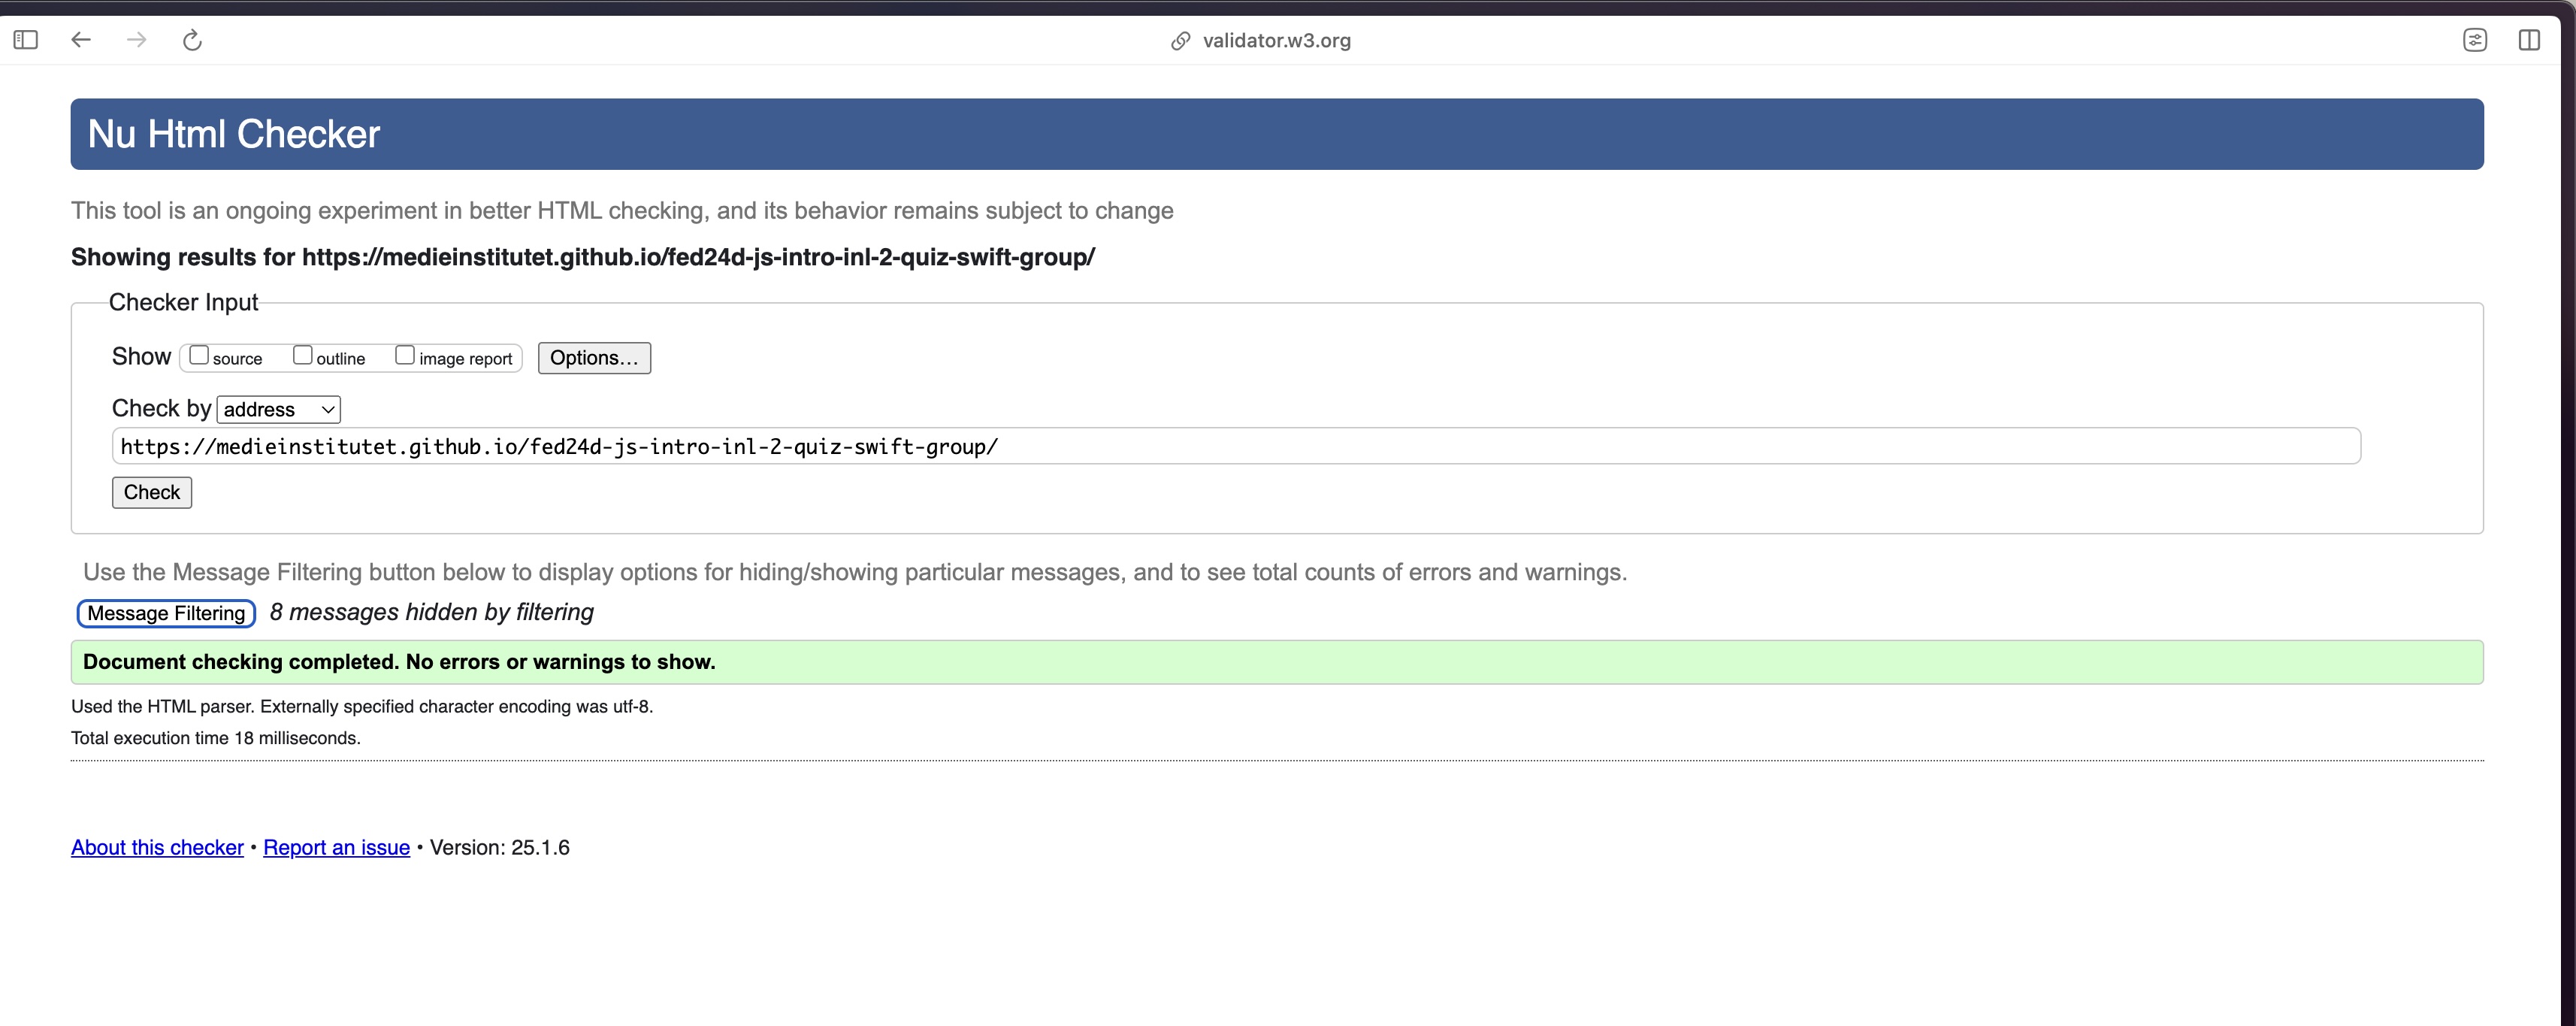 validator.w3.org
Nu Html Checker
This tool is an ongoing experiment in better HTML checking, and its behavior remains subject to change
Showing results for https://medieinstitutet.github.io/fed24d-js-intro-inl-2-quiz-swift-group/
Checker Input
Show source outline image report Options…
Check by address
https://medieinstitutet.github.io/fed24d-js-intro-inl-2-quiz-swift-group/
Check
Use the Message Filtering button below to display options for hiding/showing particular messages, and to see total counts of errors and warnings.
Message Filtering 8 messages hidden by filtering
Document checking completed. No errors or warnings to show.
Used the HTML parser. Externally specified character encoding was utf-8.
Total execution time 18 milliseconds.
About this checker • Report an issue • Version: 25.1.6